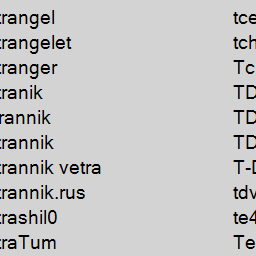 trangel tce
trangelet tch
tranger Tc
tranik TD
rannik TD
trannik TD
trannik vetra T-D
trannik.rus tdv
trashil0 te4
traTum Te